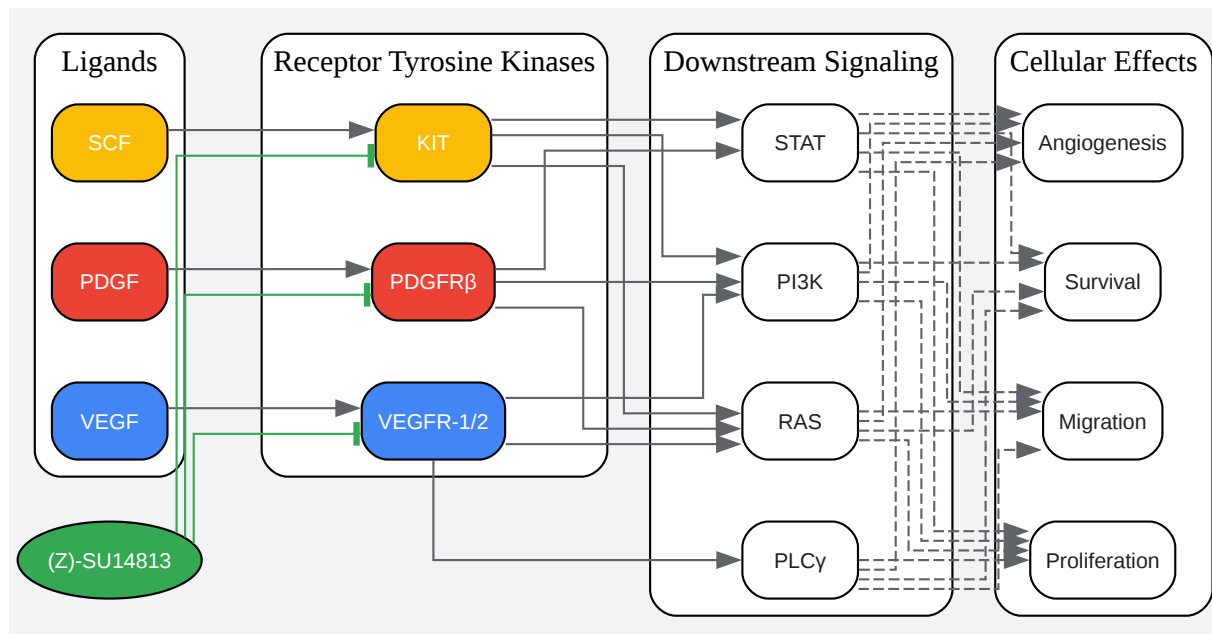 Ligands
SCF
PDGF
VEGF
(Z)-SU14813
Receptor Tyrosine Kinases
KIT
PDGFRβ
VEGFR-1/2
Downstream Signaling
STAT
PI3K
RAS
PLCγ
Cellular Effects
Angiogenesis
Survival
Migration
Proliferation